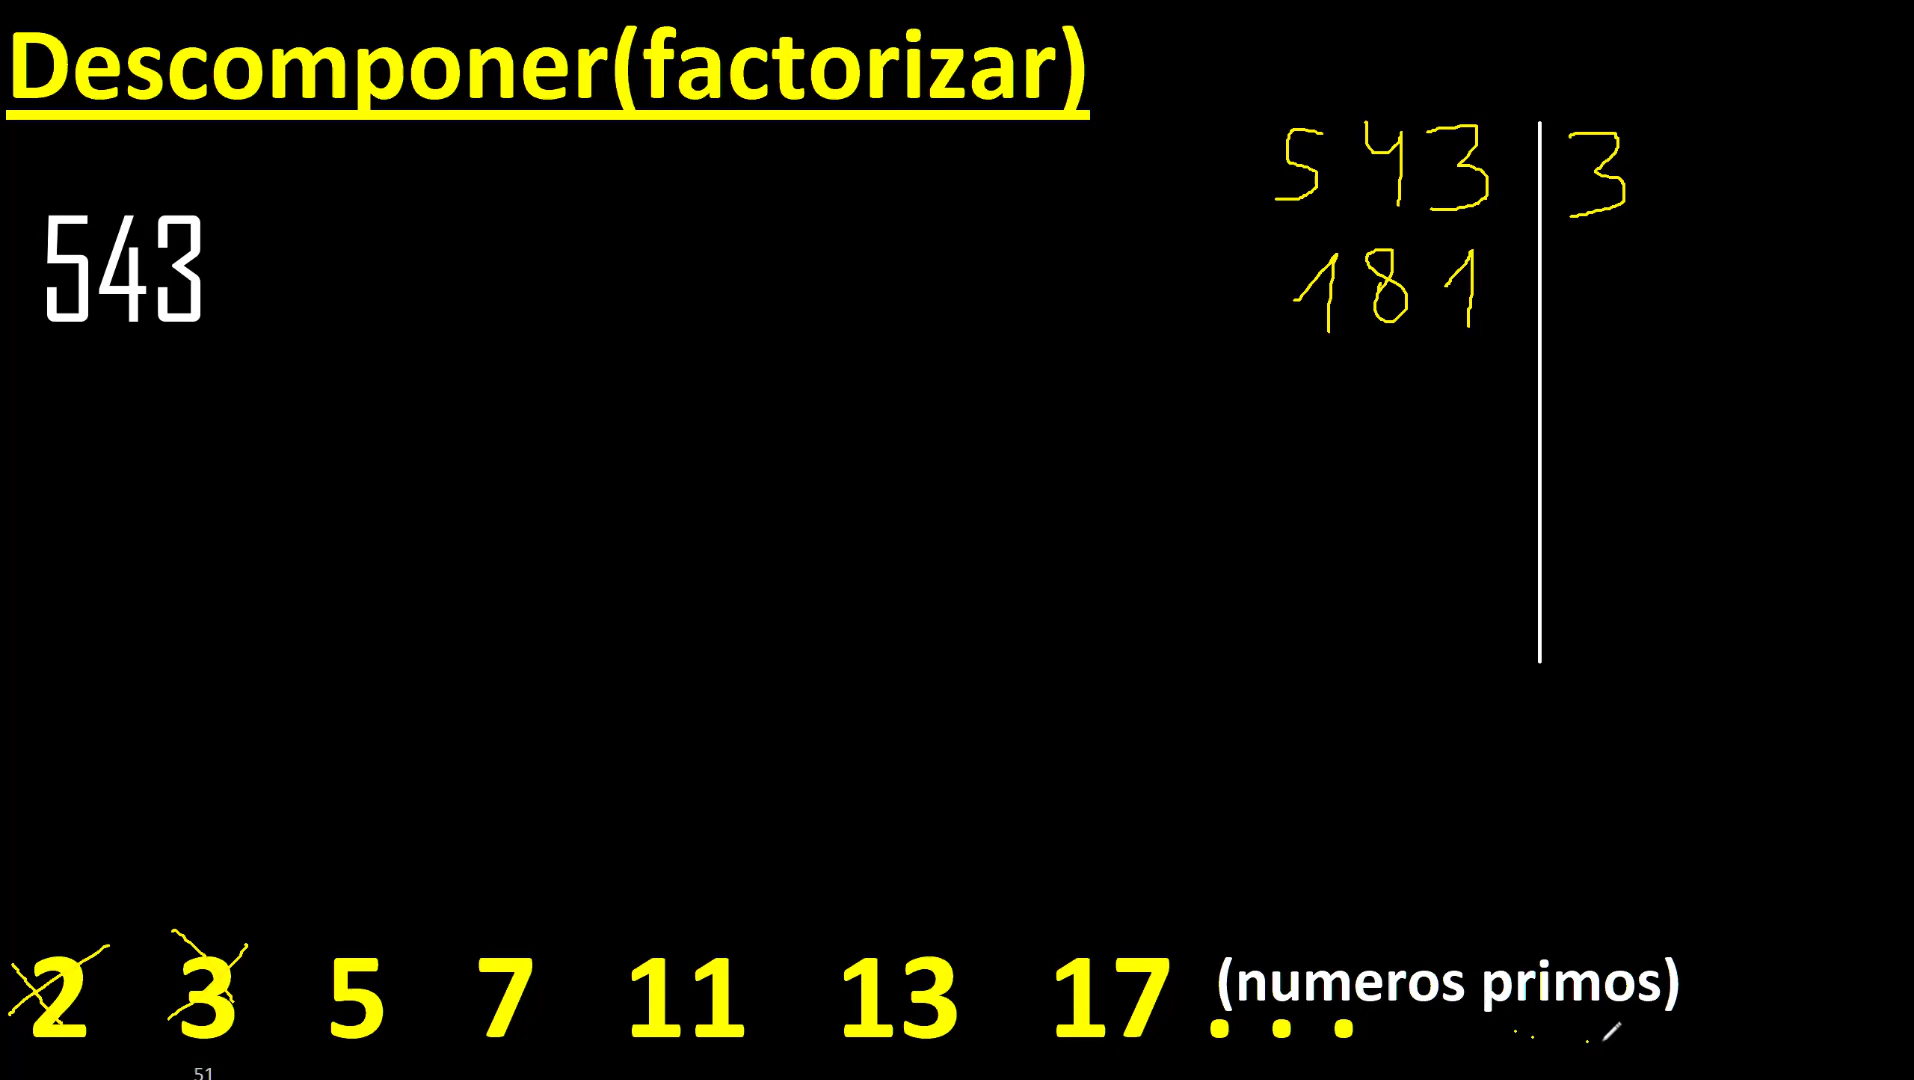 Descomponer(factorizar)
543 3
543
181
2 3 5 7 11 13 17 . . . (numeros primos)
51